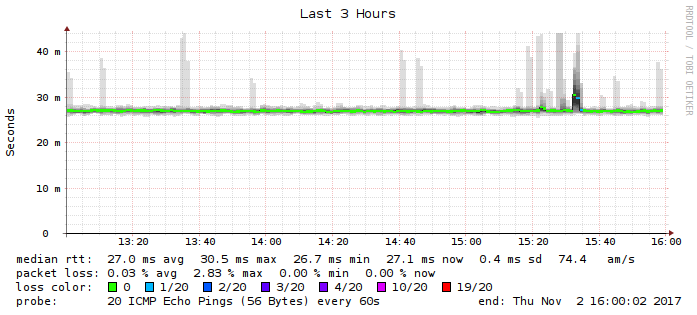 Last 3 Hours
RRDTOOL / TOBI OETIKER
Seconds
40 m
30 m
20 m
10 m
0
13:20 13:40 14:00 14:20 14:40 15:00 15:20 15:40 16:00
median rtt: 27.0 ms avg 30.5 ms max 26.7 ms min 27.1 ms now 0.4 ms sd 74.4 am/s
packet loss: 0.03 % avg 2.83 % max 0.00 % min 0.00 % now
loss color: 0 1/20 2/20 3/20 4/20 10/20 19/20
probe: 20 ICMP Echo Pings (56 Bytes) every 60s end: Thu Nov 2 16:00:02 2017